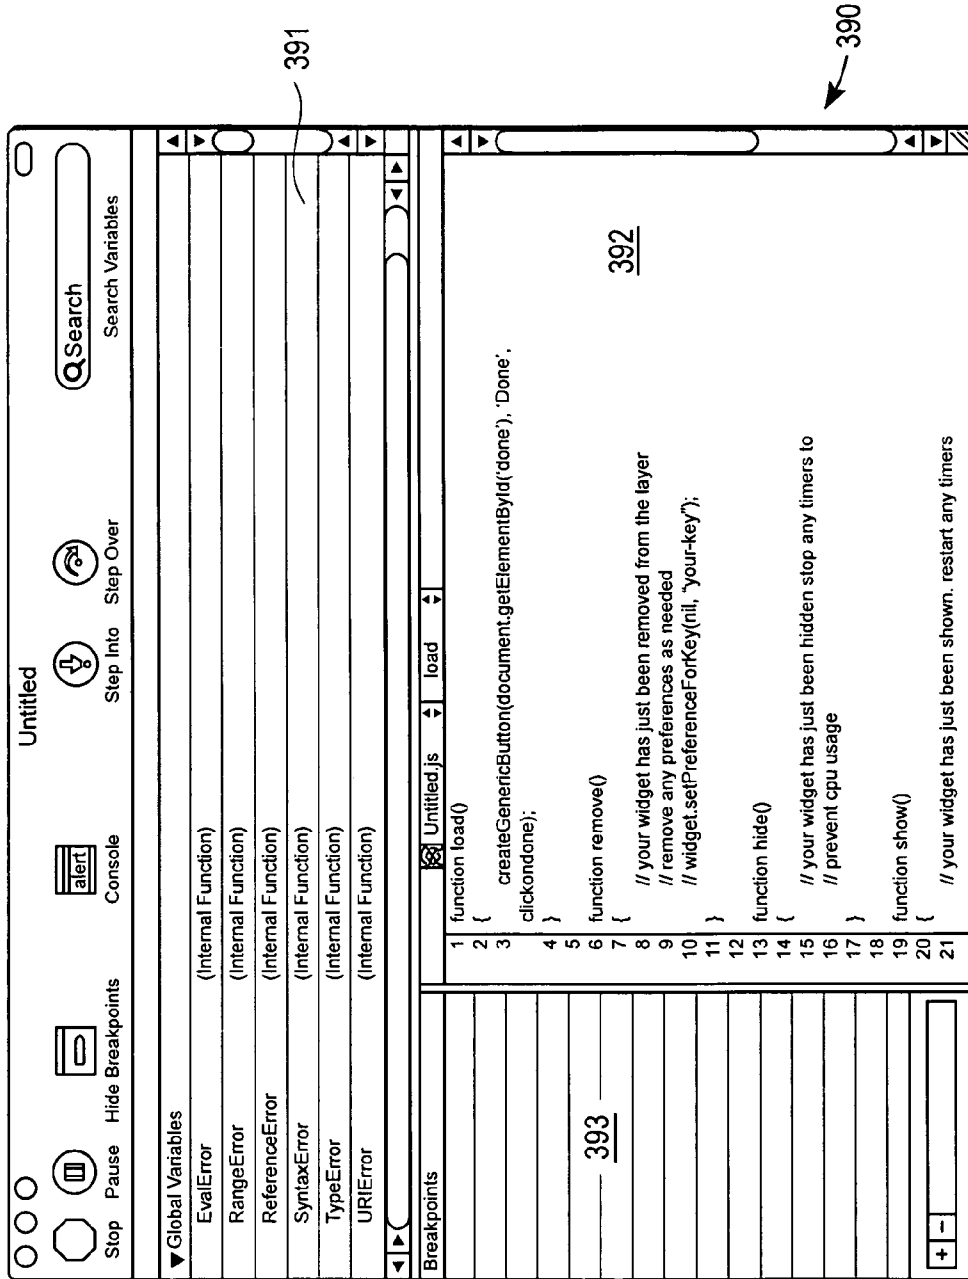 Untitled
Stop
Pause
Hide Breakpoints
alert
Console
Step Into
Step Over
Search
Search Variables
▼Global Variables
EvalError (Internal Function)
RangeError (Internal Function)
ReferenceError (Internal Function)
SyntaxError (Internal Function)
TypeError (Internal Function)
URIError (Internal Function)
391
Breakpoints
Untitled.js
load
1 function load()
2 {
3 createGenericButton(document.getElementById('done'), 'Done',
clickondone);
4 }
5
6 function remove()
7 {
8 // your widget has just been removed from the layer
9 // remove any preferences as needed
10 // widget.setPreferenceForKey(nil, "your-key");
11 }
12
13 function hide()
14 {
15 // your widget has just been hidden stop any timers to
16 // prevent cpu usage
17 }
18
19 function show()
20 {
21 // your widget has just been shown. restart any timers
392
393
+ -
390